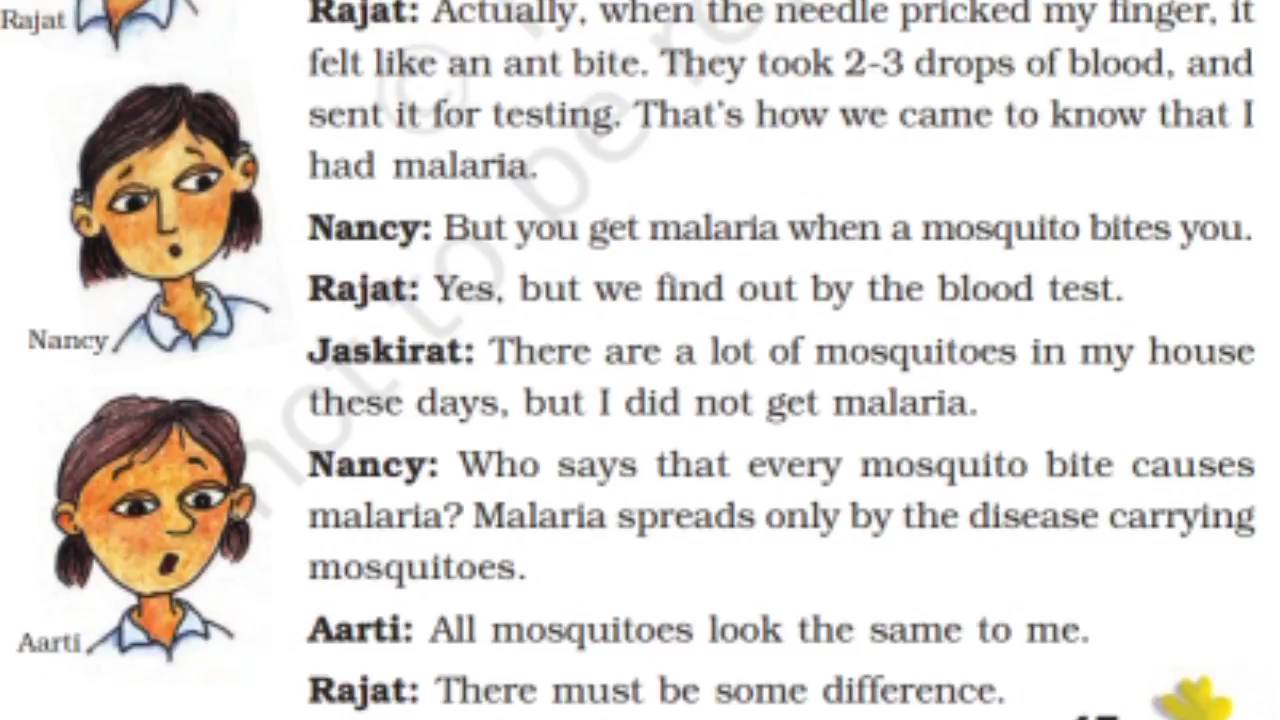 Rajat
Rajat: Actually, when the needle pricked my finger, it
felt like an ant bite. They took 2-3 drops of blood, and
sent it for testing. That's how we came to know that I
had malaria.
Nancy: But you get malaria when a mosquito bites you.
Rajat: Yes, but we find out by the blood test.
Nancy
Jaskirat: There are a lot of mosquitoes in my house
these days, but I did not get malaria.
Nancy: Who says that every mosquito bite causes
malaria? Malaria spreads only by the disease carrying
mosquitoes.
Aarti: All mosquitoes look the same to me.
Aarti
Rajat: There must be some difference.
© 
not to be re